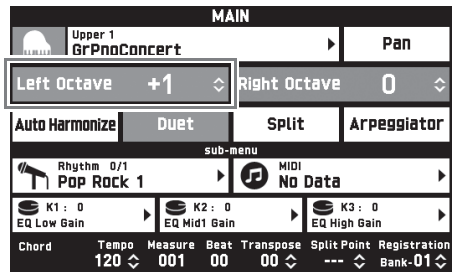 MAIN
Upper 1
GrPnoConcert
Pan
Left Octave +1
Right Octave 0
Auto Harmonize
Duet
Split
Arpeggiator
sub-menu
Rhythm 0/1
Pop Rock 1
MIDI
No Data
K1 : 0
EQ Low Gain
K2 : 0
EQ Mid1 Gain
K3 : 0
EQ High Gain
Chord Tempo Measure Beat Transpose Split Point Registration
120 001 00 00 --- Bank-01